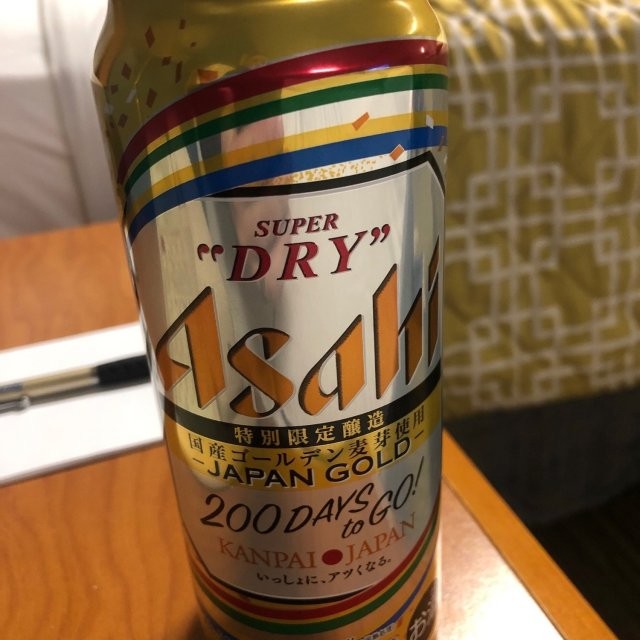 SUPER
"DRY"
Asahi
特別限定醸造
国産ゴールデン麦芽使用
-JAPAN GOLD-
200 DAYS
to GO!
KANPAI●JAPAN
いっしょに、アツくなる。
お酒